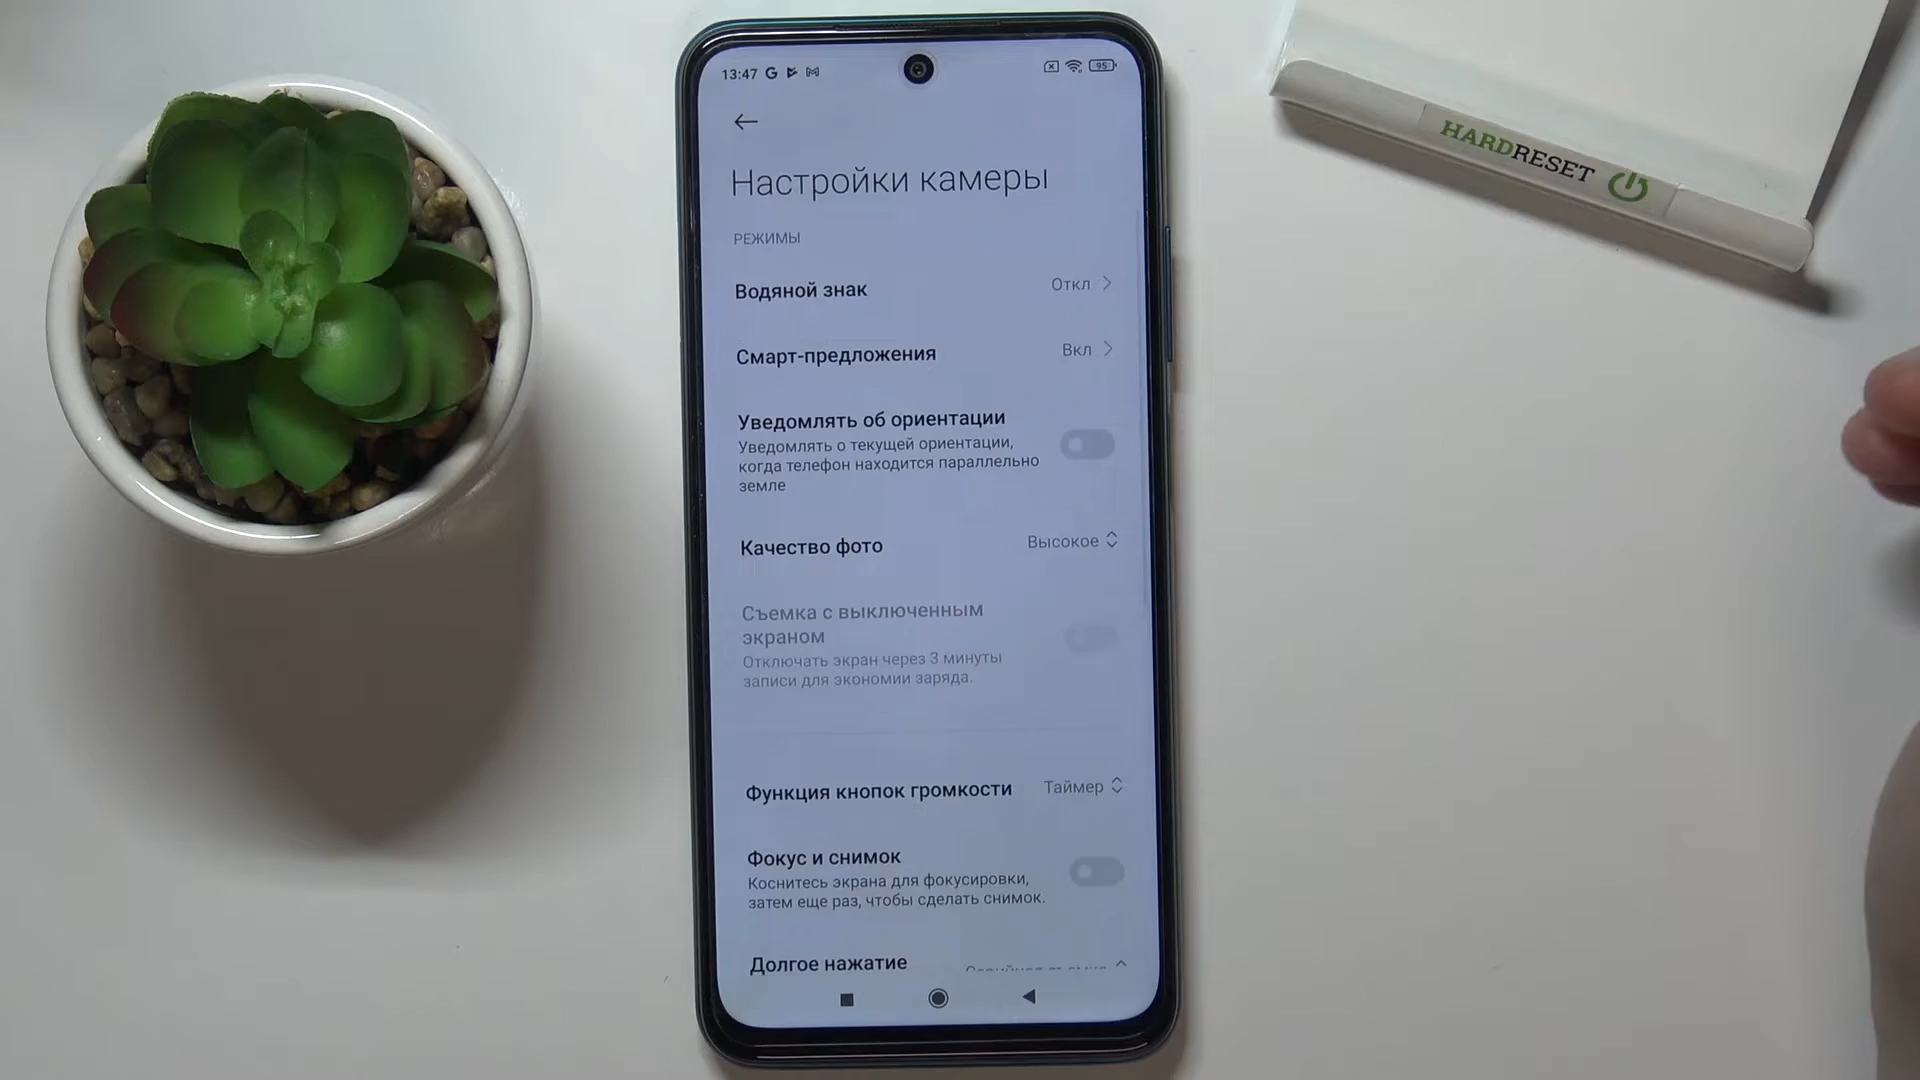 13:47
95
HARDRESET
Настройки камеры
РЕЖИМЫ
Водяной знак
Откл
Смарт-предложения
Вкл
Уведомлять об ориентации
Уведомлять о текущей ориентации,
когда телефон находится параллельно
земле
Качество фото
Высокое
Съемка с выключенным
экраном
Отключать экран через 3 минуты
записи для экономии заряда.
Функция кнопок громкости
Таймер
Фокус и снимок
Коснитесь экрана для фокусировки,
затем еще раз, чтобы сделать снимок.
Долгое нажатие